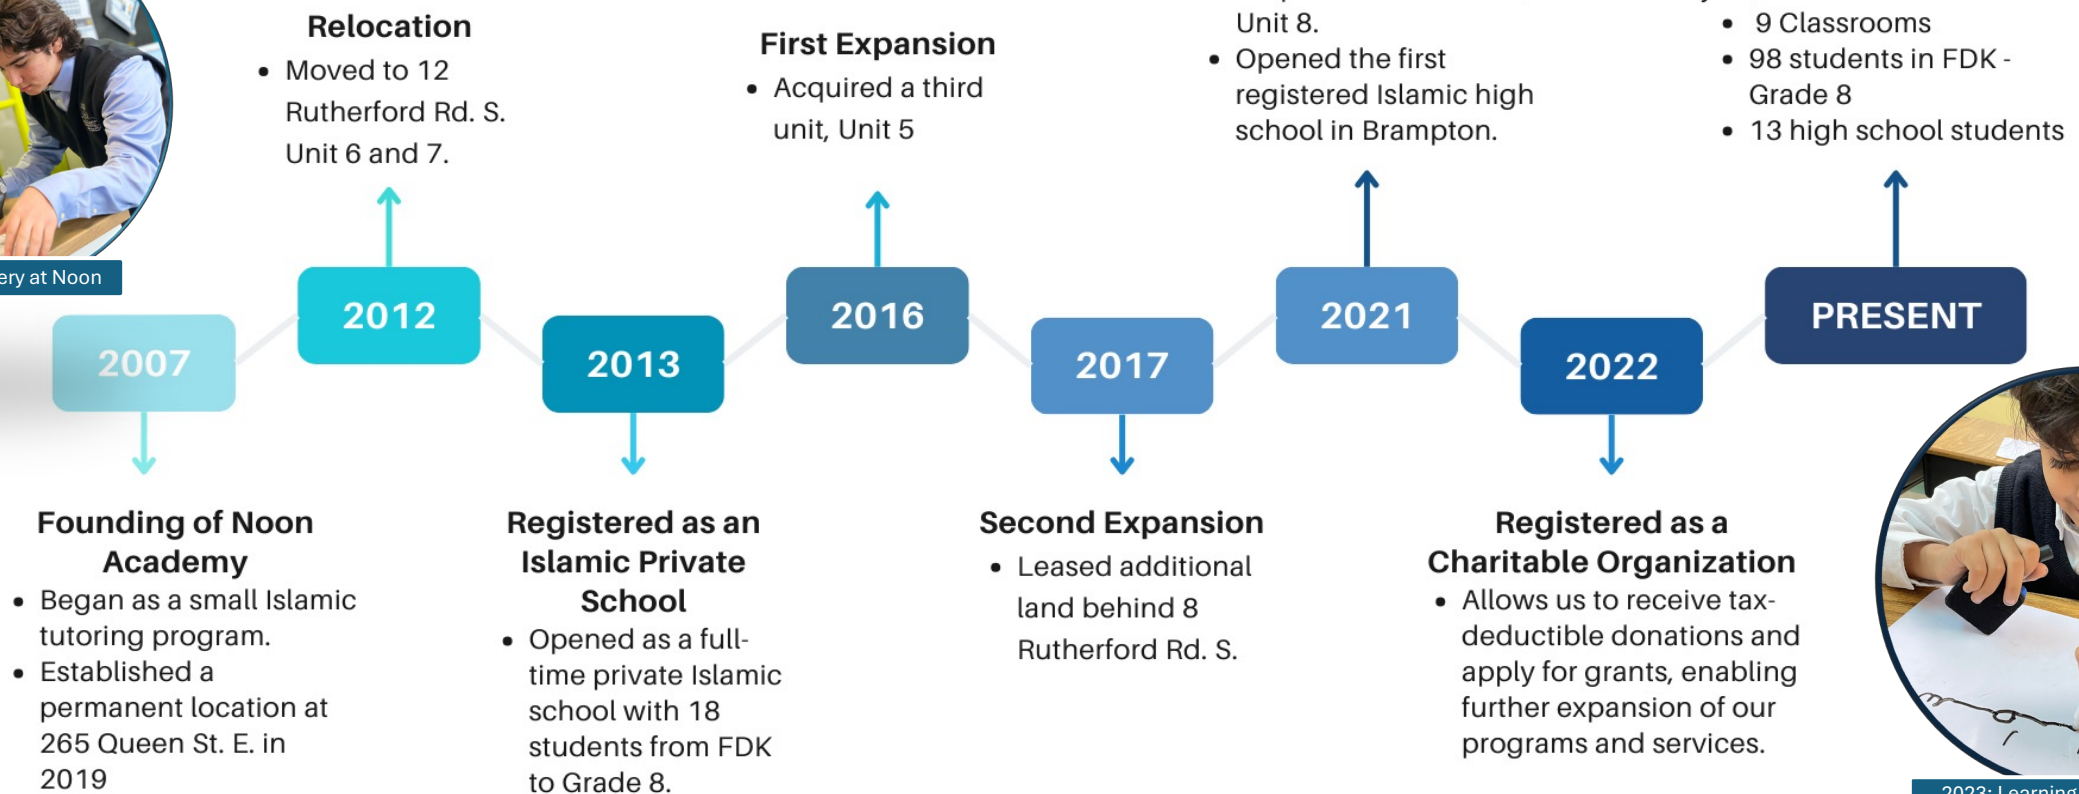 Relocation
• Moved to 12
Rutherford Rd. S.
Unit 6 and 7.
First Expansion
• Acquired a third
unit, Unit 5
Unit 8.
• Opened the first
registered Islamic high
school in Brampton.
• 9 Classrooms
• 98 students in FDK -
Grade 8
• 13 high school students
at Noon
2007
2012
2013
2016
2017
2021
2022
PRESENT
Founding of Noon
Academy
• Began as a small Islamic
tutoring program.
• Established a
permanent location at
265 Queen St. E. in
2019
Registered as an
Islamic Private
School
• Opened as a full-
time private Islamic
school with 18
students from FDK
to Grade 8.
Second Expansion
• Leased additional
land behind 8
Rutherford Rd. S.
Registered as a
Charitable Organization
• Allows us to receive tax-
deductible donations and
apply for grants, enabling
further expansion of our
programs and services.
2023: Learning